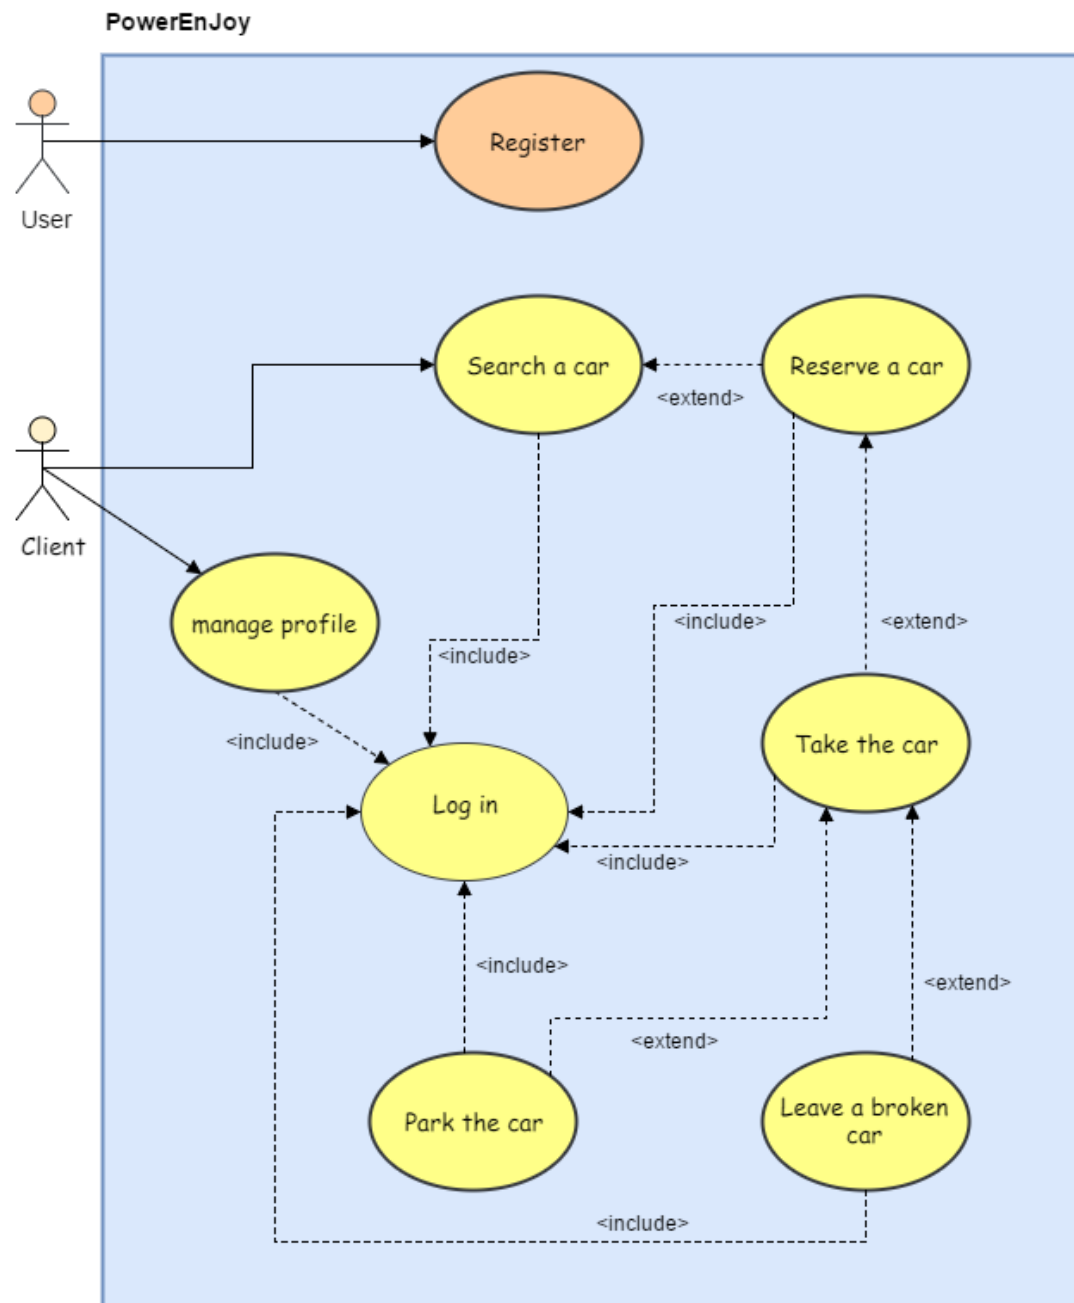 PowerEnJoy
Register
User
Search a car
Reserve a car
<extend>
Client
manage profile
<include>
<extend>
<include>
<include>
Take the car
Log in
<include>
<include>
<extend>
<extend>
Park the car
Leave a broken
car
<include>